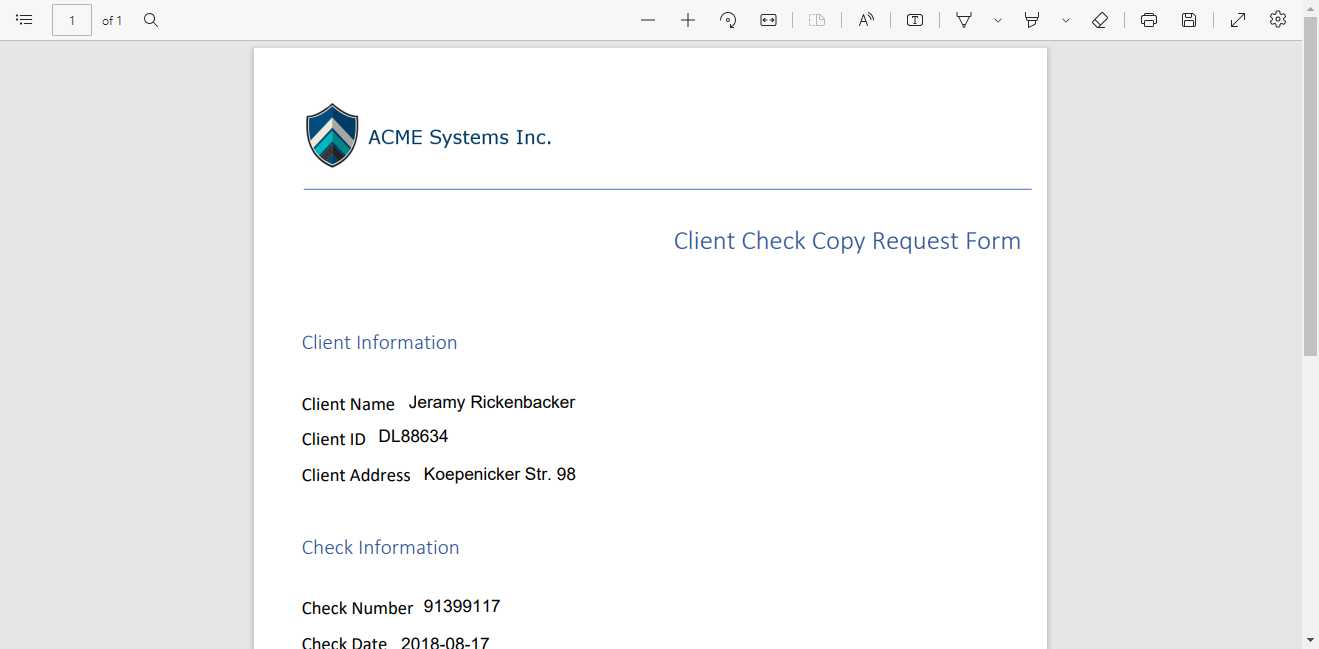 1 of 1
ACME Systems Inc.
Client Check Copy Request Form
Client Information
Client Name Jeramy Rickenbacker
Client ID DL88634
Client Address Koepenicker Str. 98
Check Information
Check Number 91399117
Check Date 2018-08-17